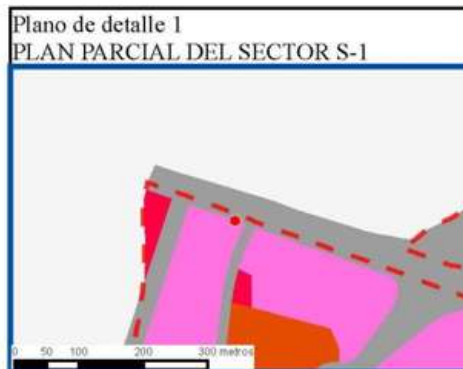 Plano de detalle 1
PLAN PARCIAL DEL SECTOR S-1
0 50 100 200 300 metros